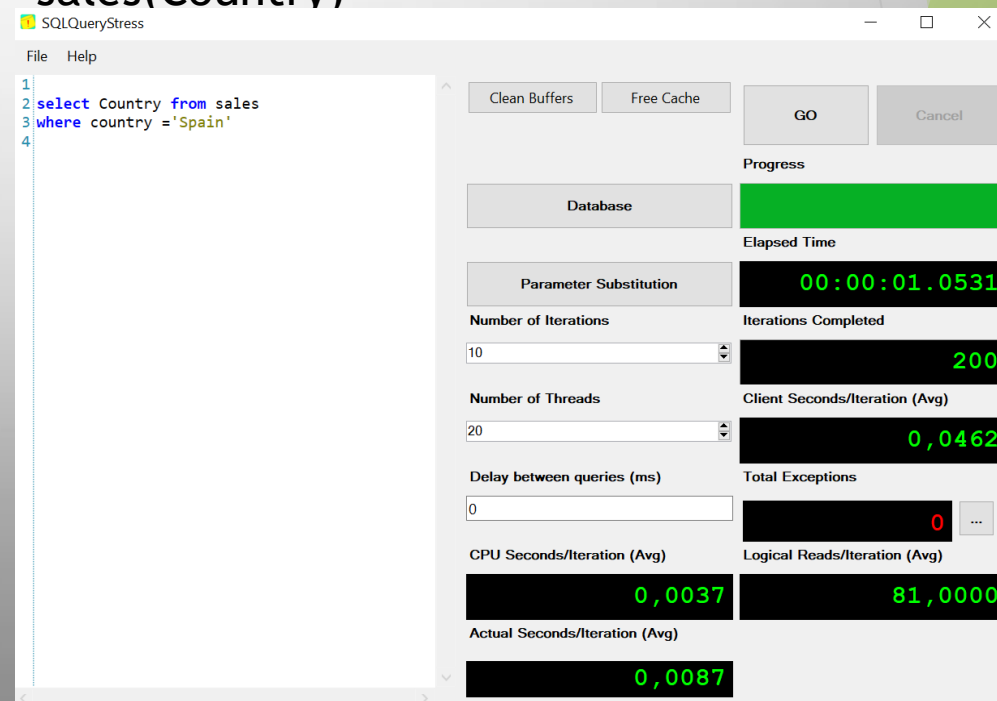 sales(Country)
SQLQueryStress
File Help
1
2 select Country from sales
3 where country ='Spain'
4
Clean Buffers Free Cache
GO Cancel
Progress
Database
Elapsed Time
00:00:01.0531
Parameter Substitution
Number of Iterations Iterations Completed
10
200
Number of Threads Client Seconds/Iteration (Avg)
20
0,0462
Delay between queries (ms) Total Exceptions
0
0 ...
CPU Seconds/Iteration (Avg) Logical Reads/Iteration (Avg)
0,0037 81,0000
Actual Seconds/Iteration (Avg)
0,0087